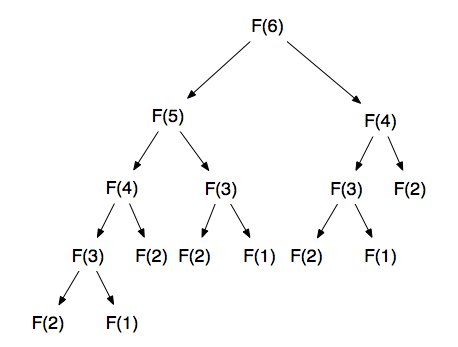 F(6)
F(5) F(4)
F(4) F(3) F(3) F(2)
F(3) F(2) F(2) F(1) F(2) F(1)
F(2) F(1)